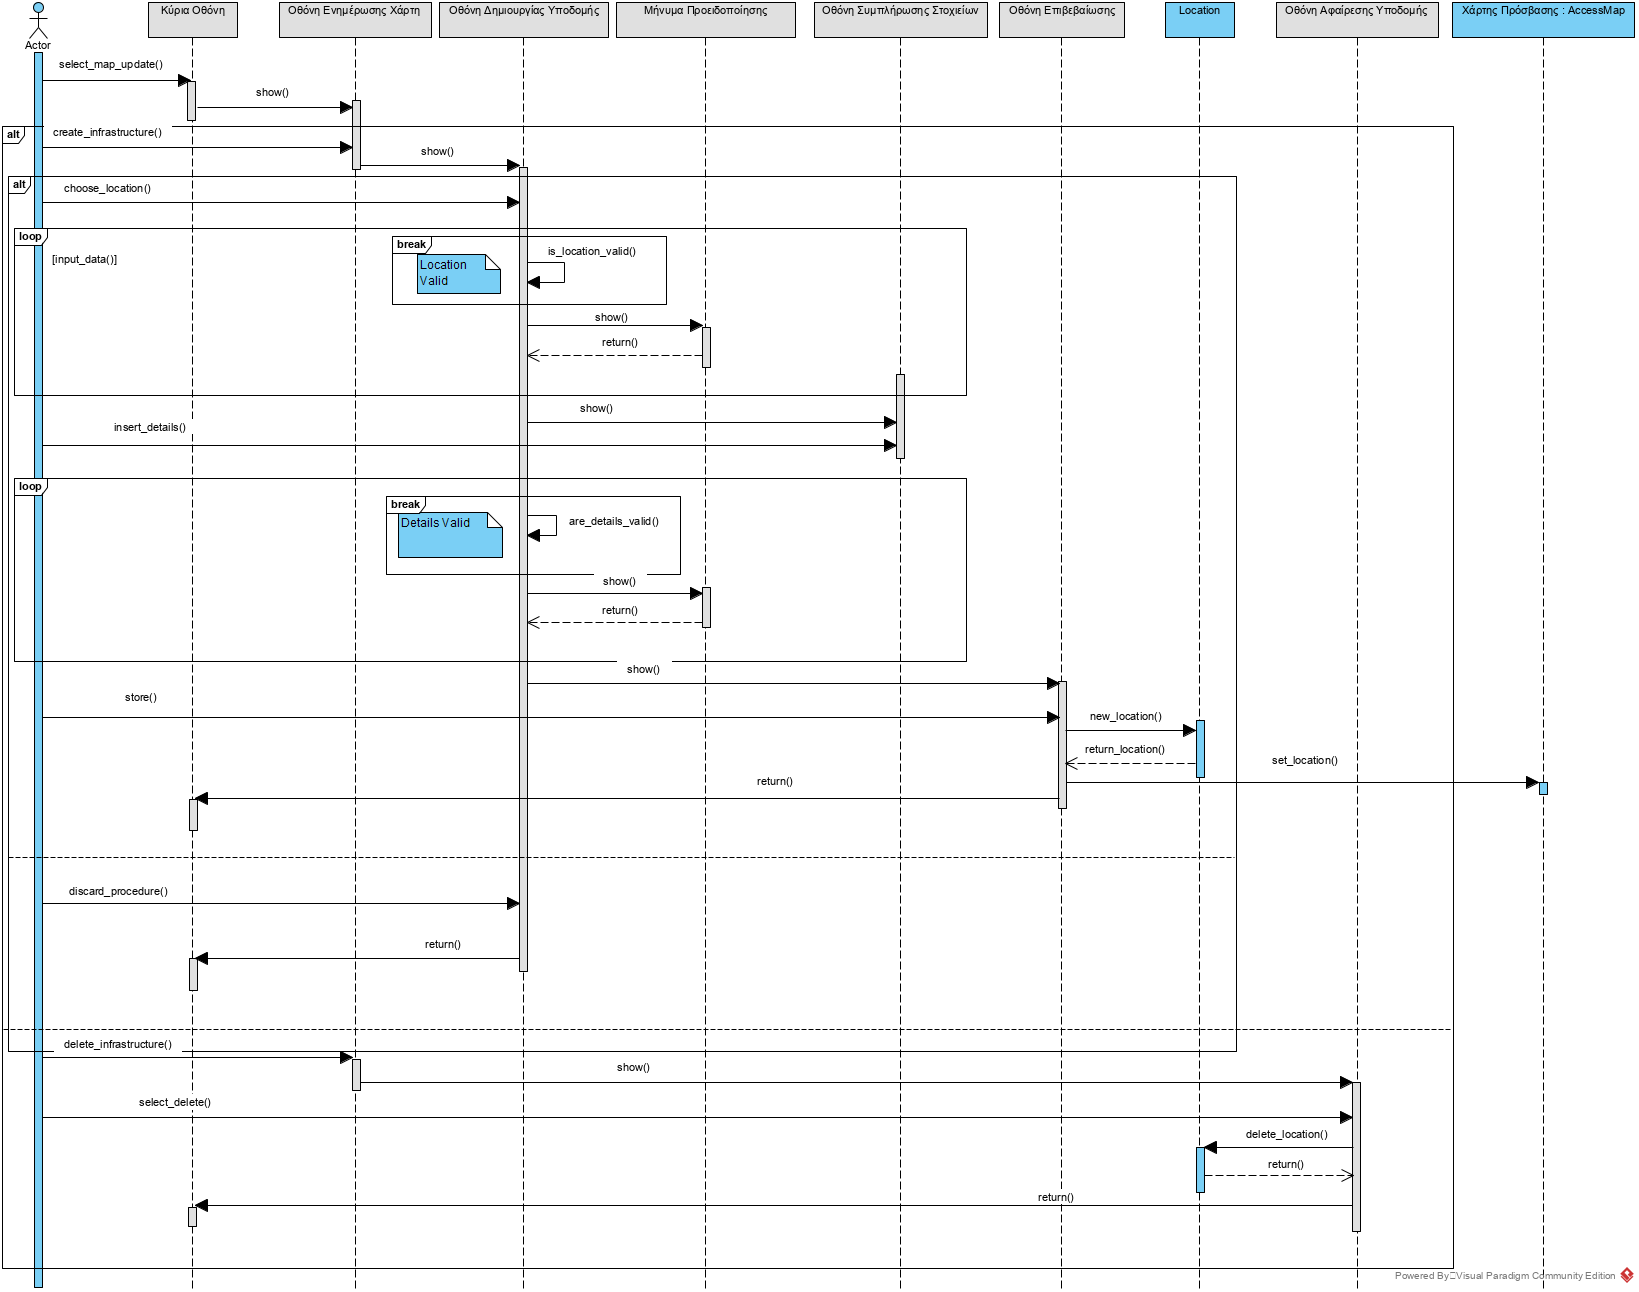 Κύρια Οθόνη
Οθόνη Ενημέρωσης Χάρτη
Οθόνη Δημιουργίας Υποδομής
Μήνυμα Προειδοποίησης
Οθόνη Συμπλήρωσης Στοχιείων
Οθόνη Επιβεβαίωσης
Location
Οθόνη Αφαίρεσης Υποδομής
Χάρτης Πρόσβασης : AccessMap
Actor
select_map_update()
show()
alt
create_infrastructure()
show()
alt
choose_location()
loop
[input_data()]
break
is_location_valid()
Location
Valid
show()
return()
show()
insert_details()
loop
break
Details Valid
are_details_valid()
show()
return()
show()
store()
new_location()
return_location()
set_location()
return()
discard_procedure()
return()
delete_infrastructure()
show()
select_delete()
delete_location()
return()
return()
Powered By Visual Paradigm Community Edition